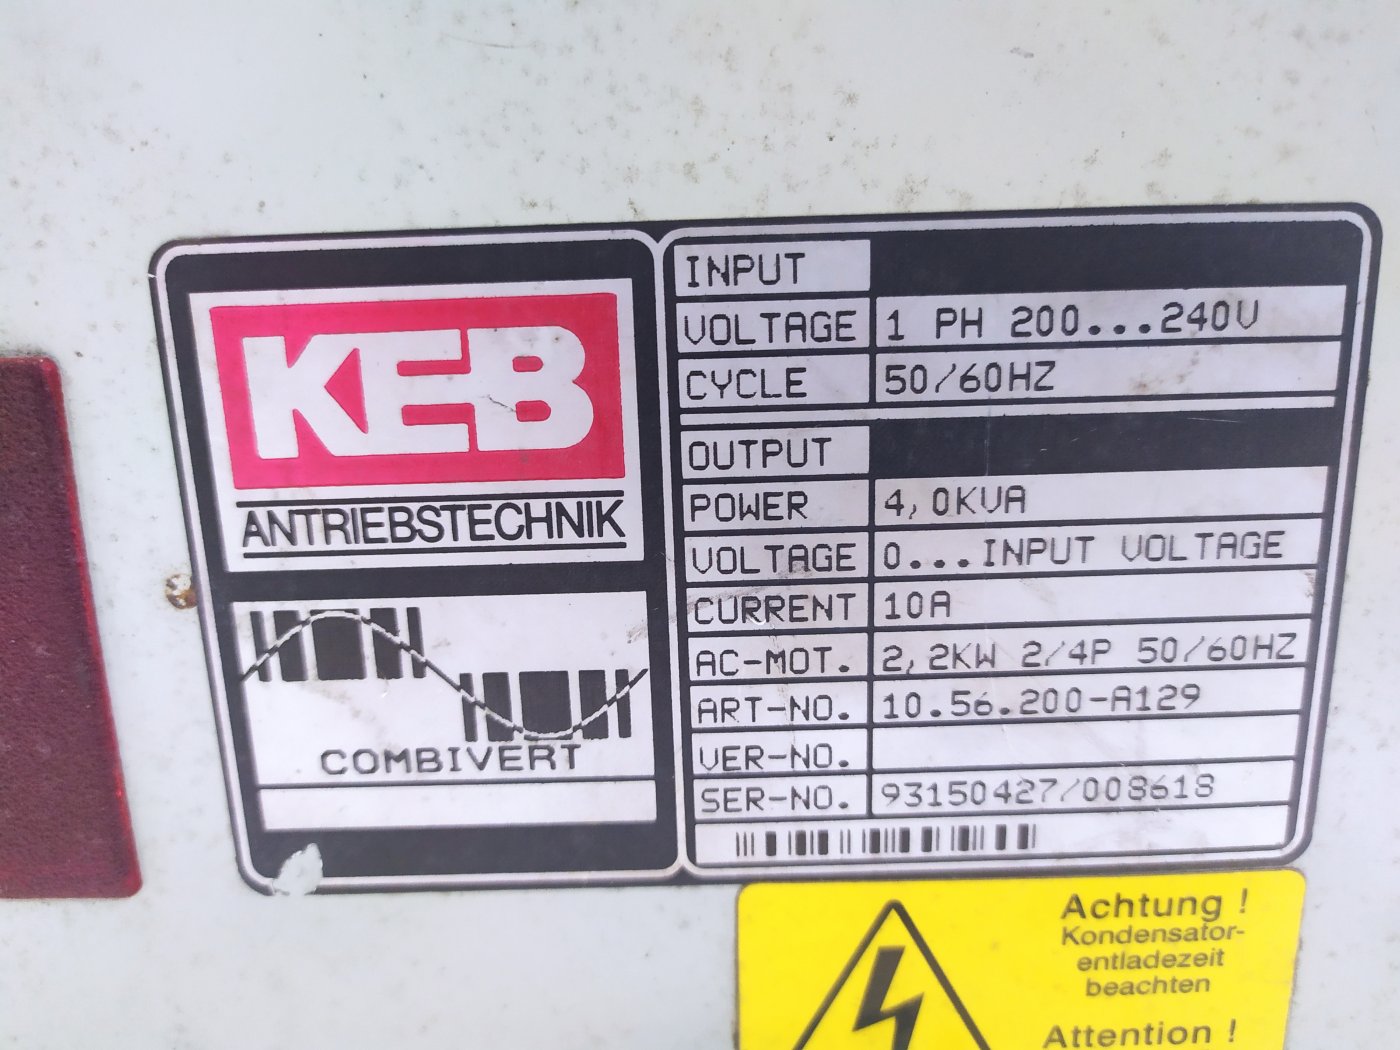 KEB
ANTRIEBSTECHNIK
COMBIVERT
INPUT
VOLTAGE 1 PH 200...240V
CYCLE 50/60HZ
OUTPUT
POWER 4,0KVA
VOLTAGE 0...INPUT VOLTAGE
CURRENT 10A
AC-MOT. 2,2KW 2/4P 50/60HZ
ART-NO. 10.56.200-A129
VER-NO.
SER-NO. 93150427/008618
Achtung !
Kondensator-
entladezeit
beachten
Attention !